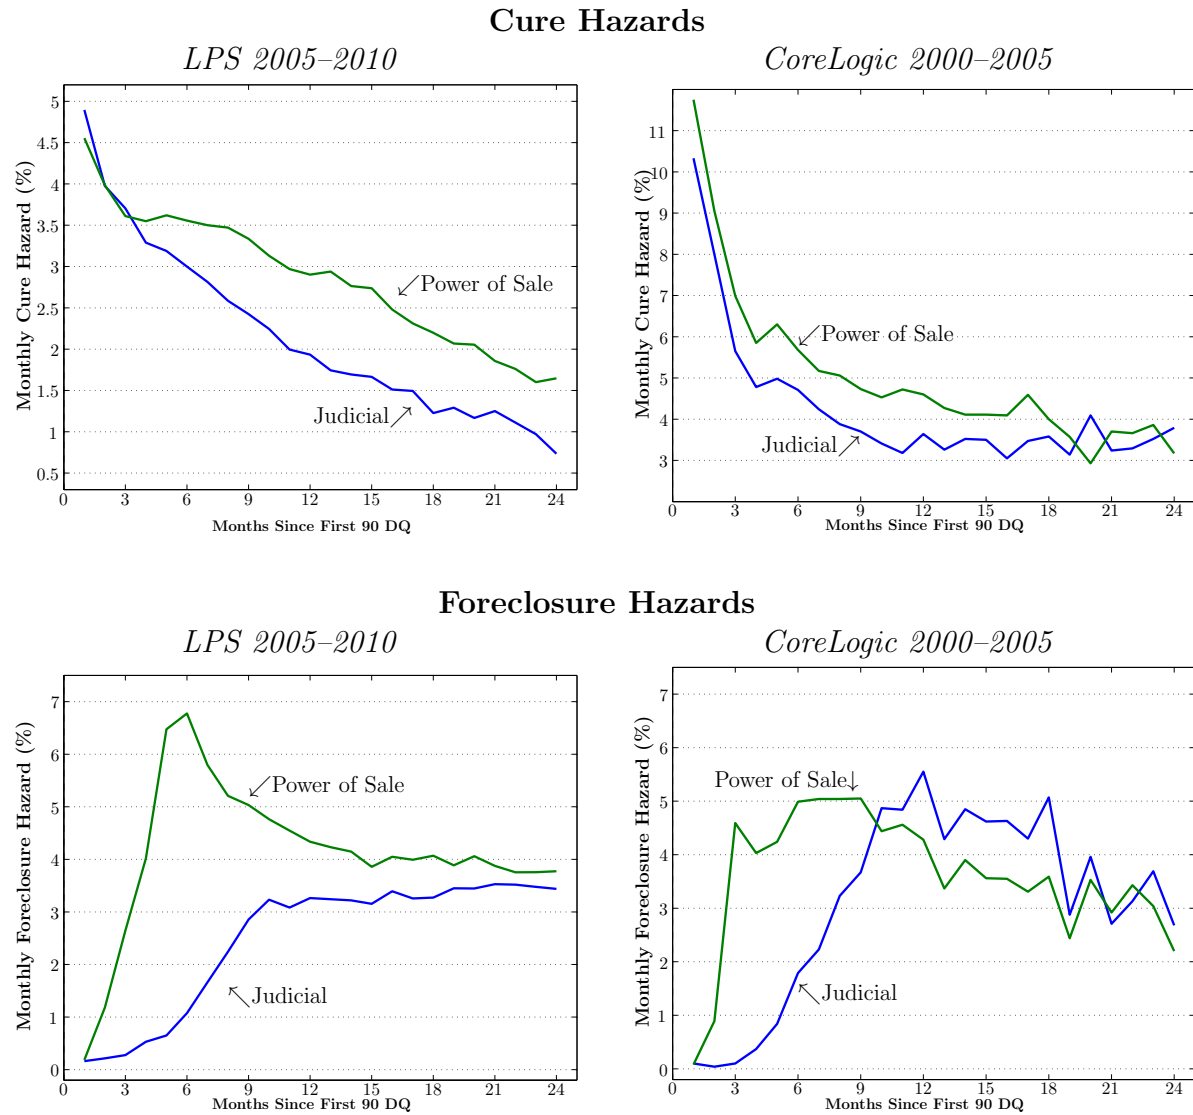 Cure Hazards
LPS 2005–2010
CoreLogic 2000–2005
Monthly Cure Hazard (%)
5
4.5
4
3.5
3
2.5
2
1.5
1
0.5
Power of Sale
Judicial
0 3 6 9 12 15 18 21 24
Months Since First 90 DQ
Monthly Cure Hazard (%)
11
10
9
8
7
6
5
4
3
Power of Sale
Judicial
0 3 6 9 12 15 18 21 24
Months Since First 90 DQ
Foreclosure Hazards
LPS 2005–2010
CoreLogic 2000–2005
Monthly Foreclosure Hazard (%)
7
6
5
4
3
2
1
0
Power of Sale
Judicial
0 3 6 9 12 15 18 21 24
Months Since First 90 DQ
Monthly Foreclosure Hazard (%)
7
6
5
4
3
2
1
0
Power of Sale
Judicial
0 3 6 9 12 15 18 21 24
Months Since First 90 DQ